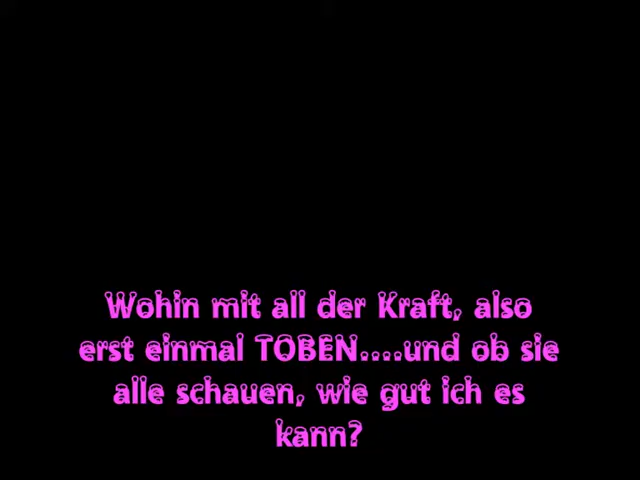 Wohin mit all der Kraft, also
erst einmal TOBEN....und ob sie
alle schauen, wie gut ich es
kann?